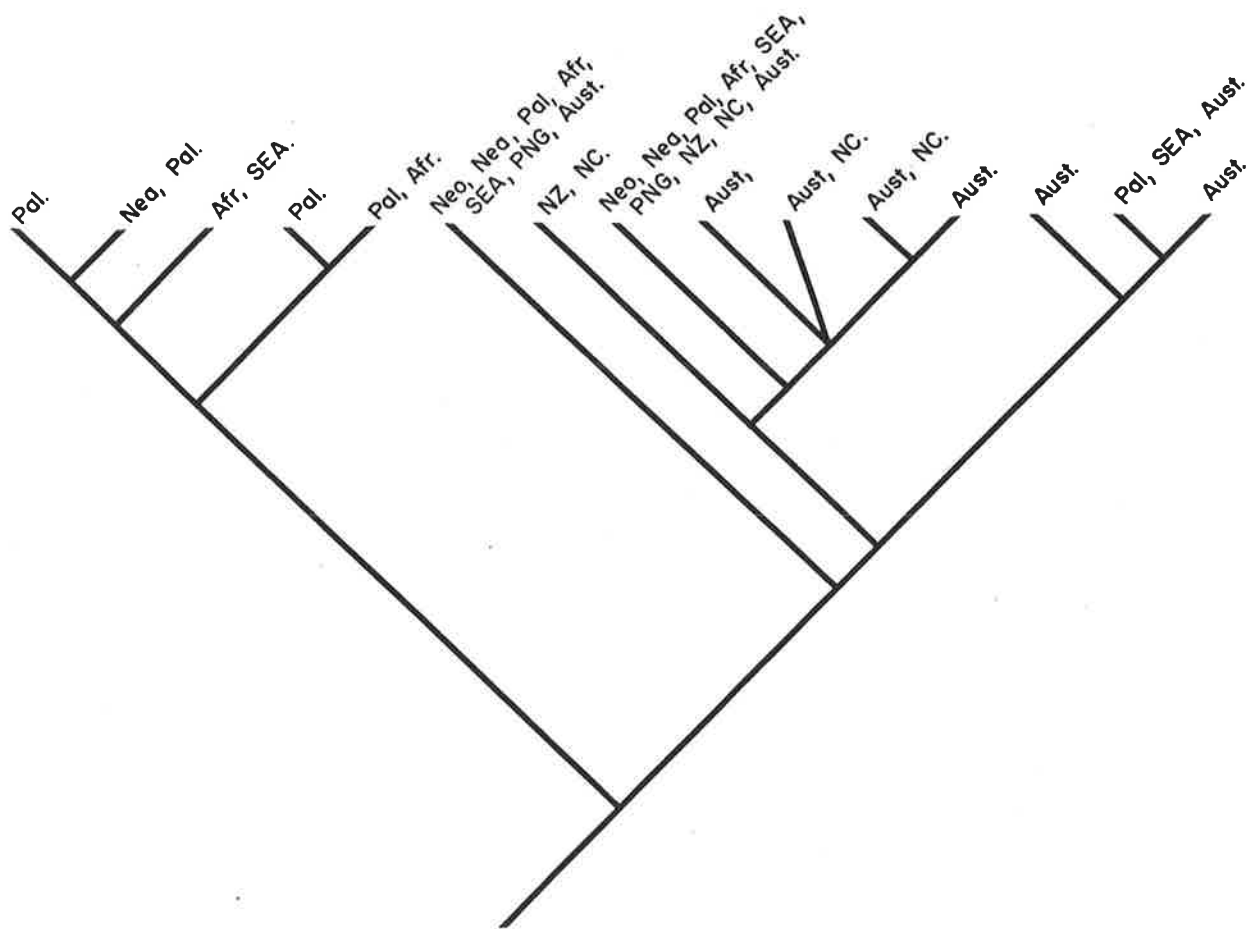 Pal.
Nea, Pal.
Afr, SEA.
Pal.
Pal, Afr.
Neo, Nea, Pal, Afr,
SEA, PNG, Aust.
NZ, NC.
Neo, Nea, Pal, Afr, SEA,
PNG, NZ, NC, Aust.
Aust,
Aust, NC.
Aust, NC.
Aust.
Aust.
Pal, SEA, Aust.
Aust.